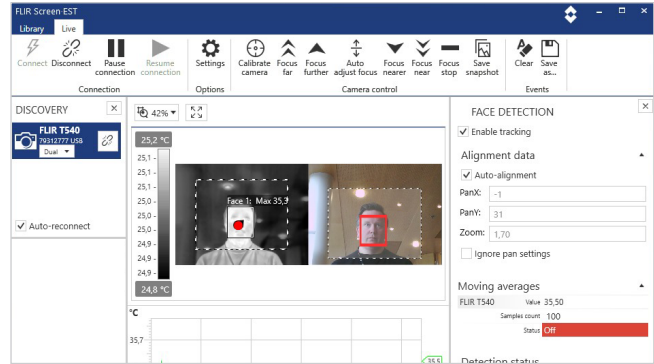 FLIR Screen-EST
Library Live
Connect Disconnect Pause connection Resume connection Settings Calibrate camera Focus far Focus further Auto adjust focus Focus nearer Focus near Focus stop Save snapshot Clear Save as...
Connection Options Camera control Events
DISCOVERY
FLIR T540
79312777 USB
Dual
Auto-reconnect
42%
25,2 °C
25,1
25,1
25,1
25,0
25,0
25,0
24,9
24,9
24,9
24,8 °C
Face 1: Max 35,3
°C
35,7
35,5
FACE DETECTION
Enable tracking
Alignment data
Auto-alignment
PanX: -1
PanY: 31
Zoom: 1,70
Ignore pan settings
Moving averages
FLIR T540 Value 35,50
Samples count 100
Status Off
Detection status